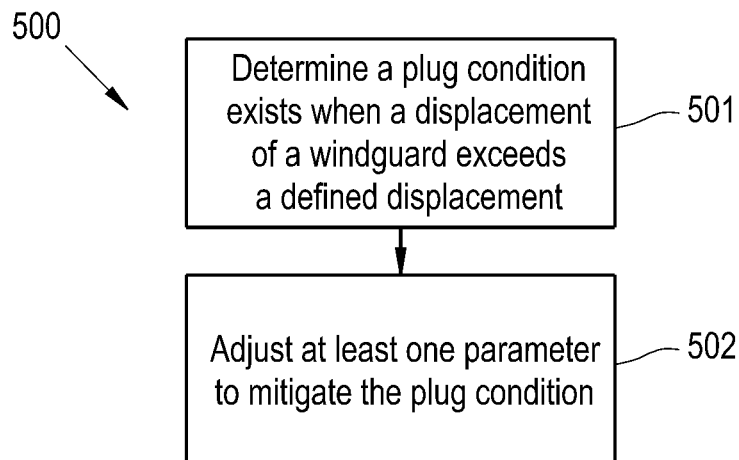 500
Determine a plug condition
exists when a displacement
of a windguard exceeds
a defined displacement
501
Adjust at least one parameter
to mitigate the plug condition
502